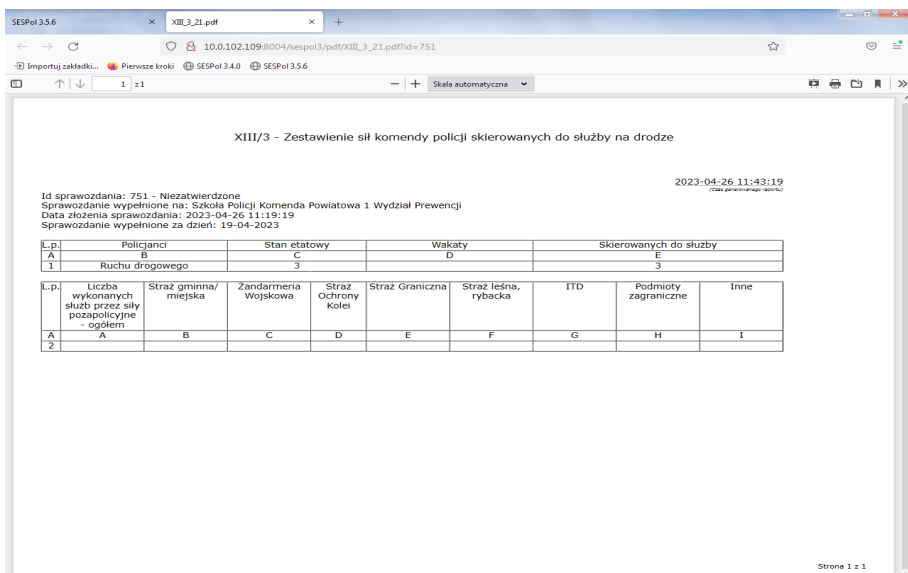 SESPol 3.5.6
XIII_3_21.pdf
10.0.102.109:8004/sespol3/pdf/XIII_3_21.pdf?id=751
Importuj zakładki... Pierwsze kroki SESPol 3.4.0 SESPol 3.5.6
1 z 1 Skala automatyczna
XIII/3 - Zestawienie sił komendy policji skierowanych do służby na drodze
2023-04-26 11:43:19
(czas generowanego raportu)
Id sprawozdania: 751 - Niezatwierdzone
Sprawozdanie wypełnione na: Szkoła Policji Komenda Powiatowa 1 Wydział Prewencji
Data złożenia sprawozdania: 2023-04-26 11:19:19
Sprawozdanie wypełnione za dzień: 19-04-2023
L.p. Policjanci Stan etatowy Wakaty Skierowanych do służby
A B C D E
1 Ruchu drogowego 3 3
L.p. Liczba wykonanych służb przez siły pozapolicyjne - ogółem Straż gminna/ miejska Żandarmeria Wojskowa Straż Ochrony Kolei Straż Graniczna Straż leśna, rybacka ITD Podmioty zagraniczne Inne
A A B C D E F G H I
2
Strona 1 z 1